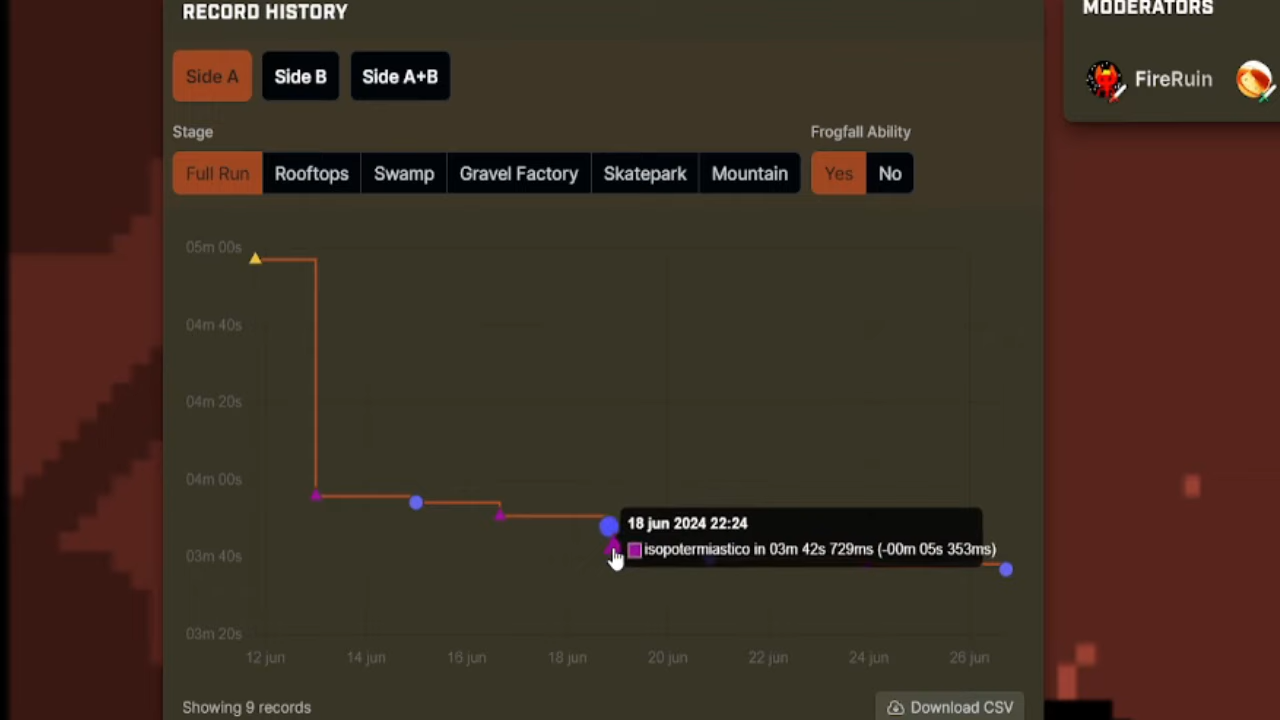 RECORD HISTORY
MODERATORS
Side A
Side B
Side A+B
FireRuin
Stage
Frogfall Ability
Full Run
Rooftops
Swamp
Gravel Factory
Skatepark
Mountain
Yes
No
05m 00s
04m 40s
04m 20s
04m 00s
03m 40s
03m 20s
18 jun 2024 22:24
isopotermiastico in 03m 42s 729ms (-00m 05s 353ms)
12 jun
14 jun
16 jun
18 jun
20 jun
22 jun
24 jun
26 jun
Showing 9 records
Download CSV